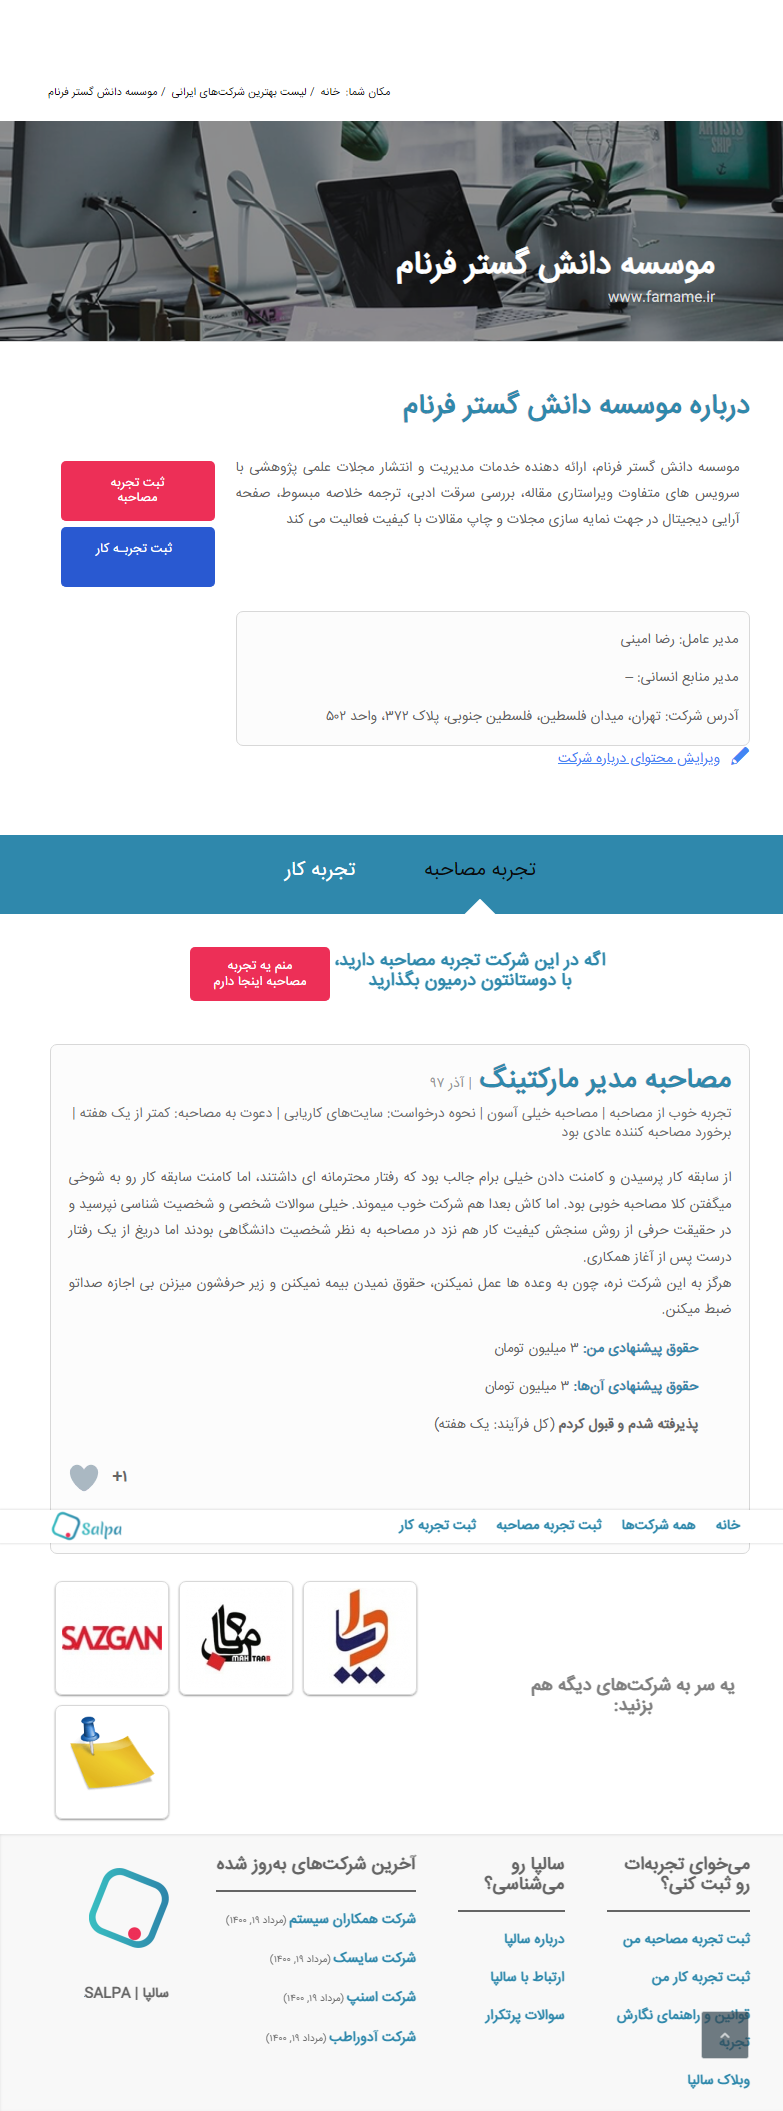 مکان شما: خانه / لیست بهترین شرکت‌های ایرانی / موسسه دانش گستر فرنام
ARTISTS
SHIP
موسسه دانش گستر فرنام
www.farname.ir
درباره موسسه دانش گستر فرنام
موسسه دانش گستر فرنام، ارائه دهنده خدمات مدیریت و انتشار مجلات علمی پژوهشی با
سرویس های متفاوت ویراستاری مقاله، بررسی سرقت ادبی، ترجمه خلاصه مبسوط، صفحه
آرایی دیجیتال در جهت نمایه سازی مجلات و چاپ مقالات با کیفیت فعالیت می کند
ثبت تجربه
مصاحبه
ثبت تجربـه کار
مدیر عامل: رضا امینی
مدیر منابع انسانی: –
آدرس شرکت: تهران، میدان فلسطین، فلسطین جنوبی، پلاک ۳۷۲، واحد ۵۰۲
ویرایش محتوای درباره شرکت
تجربه مصاحبه
تجربه کار
اگه در این شرکت تجربه مصاحبه دارید،
با دوستانتون درمیون بگذارید
منم یه تجربه
مصاحبه اینجا دارم
مصاحبه مدیر مارکتینگ | آذر ۹۷
تجربه خوب از مصاحبه | مصاحبه خیلی آسون | نحوه درخواست: سایت‌های کاریابی | دعوت به مصاحبه: کمتر از یک هفته |
برخورد مصاحبه کننده عادی بود
از سابقه کار پرسیدن و کامنت دادن خیلی برام جالب بود که رفتار محترمانه ای داشتند، اما کامنت سابقه کار رو به شوخی
میگفتن کلا مصاحبه خوبی بود. اما کاش بعدا هم شرکت خوب میموند. خیلی سوالات شخصی و شخصیت شناسی نپرسید و
در حقیقت حرفی از روش سنجش کیفیت کار هم نزد در مصاحبه به نظر شخصیت دانشگاهی بودند اما دریغ از یک رفتار
درست پس از آغاز همکاری.
هرگز به این شرکت نره، چون به وعده ها عمل نمیکنن، حقوق نمیدن بیمه نمیکنن و زیر حرفشون میزنن بی اجازه صداتو
ضبط میکنن.
حقوق پیشنهادی من: ۳ میلیون تومان
حقوق پیشنهادی آن‌ها: ۳ میلیون تومان
پذیرفته شدم و قبول کردم (کل فرآیند: یک هفته)
+۱
خانه
همه شرکت‌ها
ثبت تجربه مصاحبه
ثبت تجربه کار
Salpa
یه سر به شرکت‌های دیگه هم
بزنید:
MAH TAAB
SAZGAN
می‌خوای تجربه‌ات
رو ثبت کنی؟
ثبت تجربه مصاحبه من
ثبت تجربه کار من
قوانین و راهنمای نگارش
تجربه
وبلاگ سالپا
سالپا رو
می‌شناسی؟
درباره سالپا
ارتباط با سالپا
سوالات پرتکرار
آخرین شرکت‌های به‌روز شده
شرکت همکاران سیستم (مرداد ۱۹, ۱۴۰۰)
شرکت سایسک (مرداد ۱۹, ۱۴۰۰)
شرکت اسنپ (مرداد ۱۹, ۱۴۰۰)
شرکت آدوراطب (مرداد ۱۹, ۱۴۰۰)
سالپا | SALPA